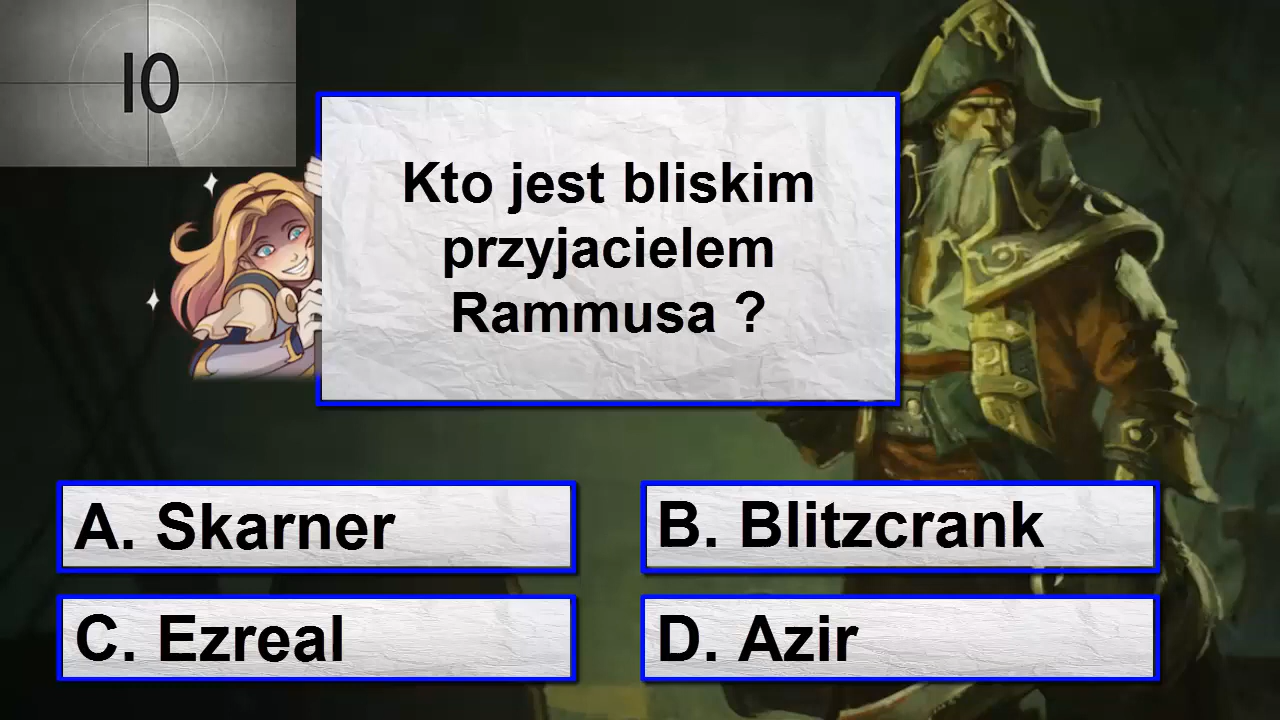 10
Kto jest bliskim
przyjacielem
Rammusa ?
A. Skarner
B. Blitzcrank
C. Ezreal
D. Azir